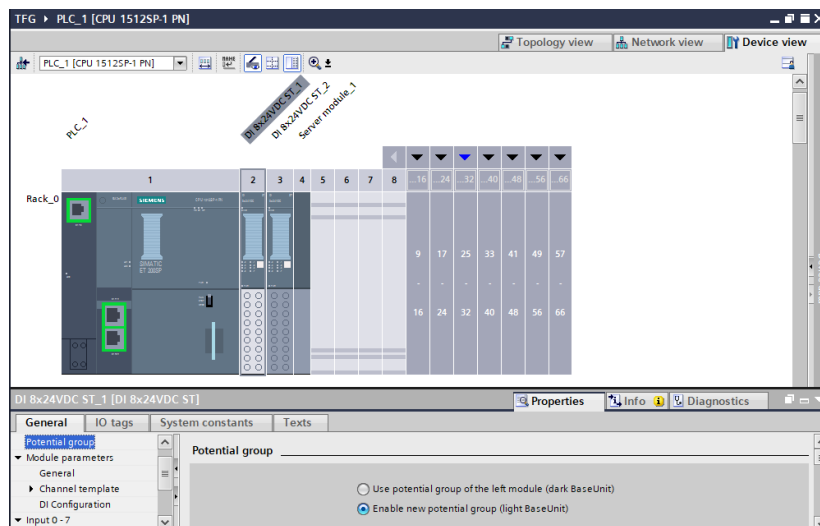 TFG ▸ PLC_1 [CPU 1512SP-1 PN]
Topology view Network view Device view
PLC_1 [CPU 1512SP-1 PN]
PLC_1
DI 8x24VDC ST_1
DI 8x24VDC ST_2
Server module_1
1 2 3 4 5 6 7 8 ...16 ...24 ...32 ...40 ...48 ...56 ...66
Rack_0
SIEMENS
SIMATIC
ET 200SP
9 17 25 33 41 49 57
- - - - - - -
16 24 32 40 48 56 66
DI 8x24VDC ST_1 [DI 8x24VDC ST]
Properties Info Diagnostics
General IO tags System constants Texts
Potential group
Module parameters
General
Channel template
DI Configuration
Input 0 - 7
Potential group
Use potential group of the left module (dark BaseUnit)
Enable new potential group (light BaseUnit)